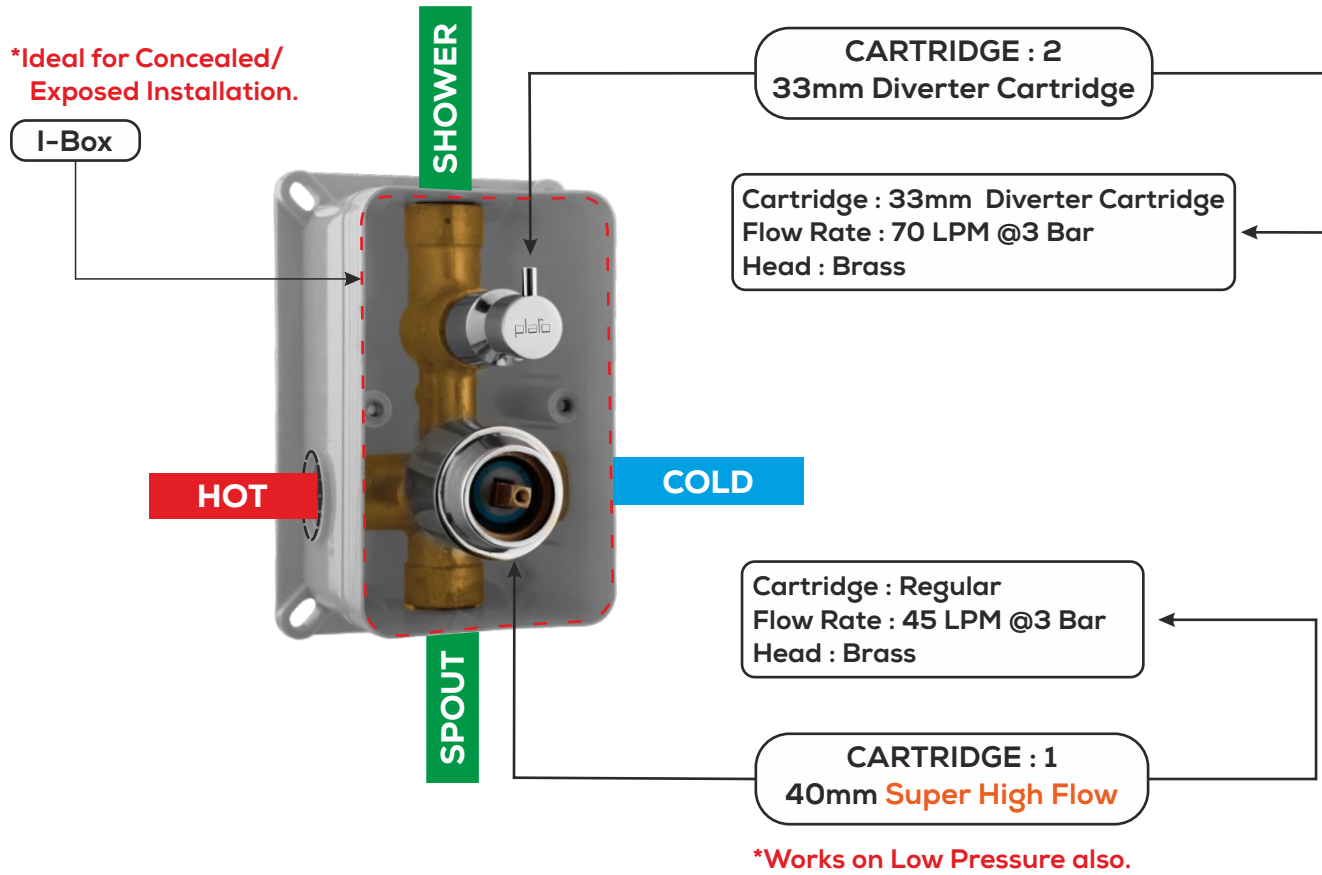 *Ideal for Concealed/
Exposed Installation.
I-Box
SHOWER
CARTRIDGE : 2
33mm Diverter Cartridge
Cartridge : 33mm Diverter Cartridge
Flow Rate : 70 LPM @3 Bar
Head : Brass
plato
HOT
COLD
Cartridge : Regular
Flow Rate : 45 LPM @3 Bar
Head : Brass
SPOUT
CARTRIDGE : 1
40mm Super High Flow
*Works on Low Pressure also.